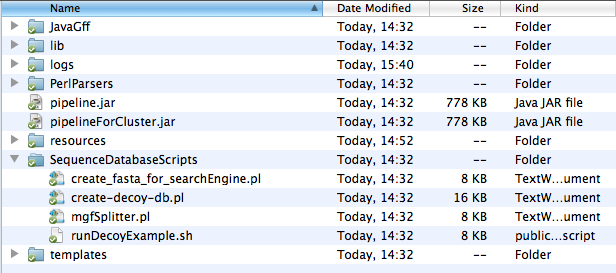 Name Date Modified Size Kind
JavaGff Today, 14:32 -- Folder
lib Today, 14:32 -- Folder
logs Today, 15:40 -- Folder
PerlParsers Today, 14:32 -- Folder
pipeline.jar Today, 14:32 778 KB Java JAR file
pipelineForCluster.jar Today, 14:32 778 KB Java JAR file
resources Today, 14:52 -- Folder
SequenceDatabaseScripts Today, 14:32 -- Folder
create_fasta_for_searchEngine.pl Today, 14:32 8 KB TextW...ument
create-decoy-db.pl Today, 14:32 16 KB TextW...ument
mgfSplitter.pl Today, 14:32 8 KB TextW...ument
runDecoyExample.sh Today, 14:32 8 KB public...script
templates Today, 14:32 -- Folder